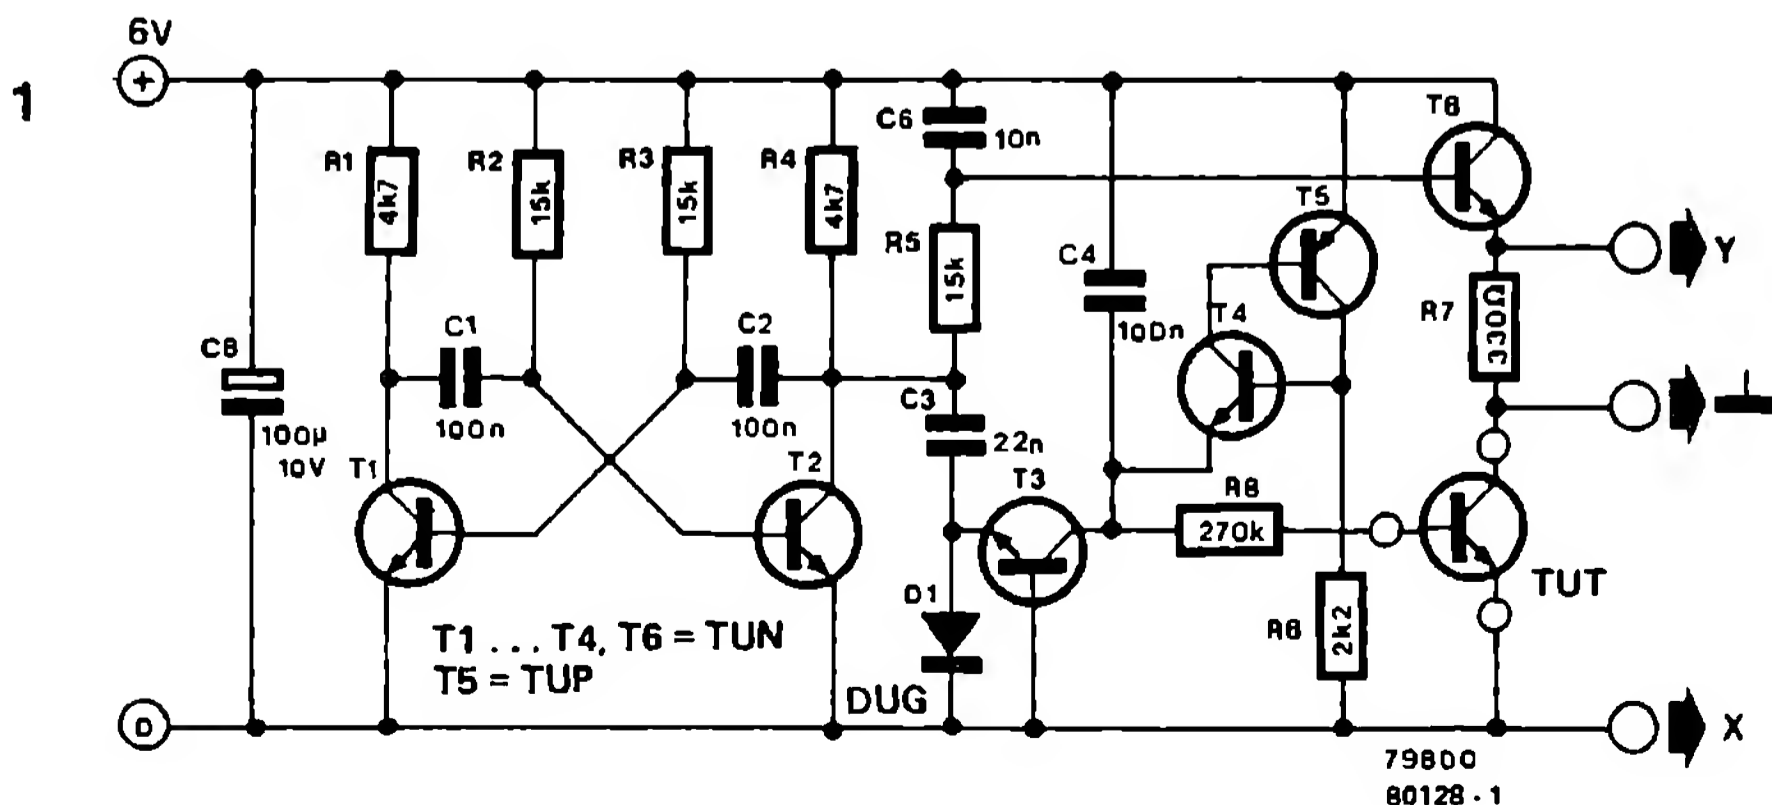 1
6V
+
R1
4k7
R2
15k
R3
15k
R4
4k7
C6
10n
T6
T5
R5
15k
C4
100n
Y
R7
330Ω
C8
100µ
10V
C1
100n
C2
100n
C3
22n
T4
T1
T2
T3
R8
270k
TUT
D1
DUG
R6
2k2
T1 ... T4, T6 = TUN
T5 = TUP
0
X
79800
80128 - 1